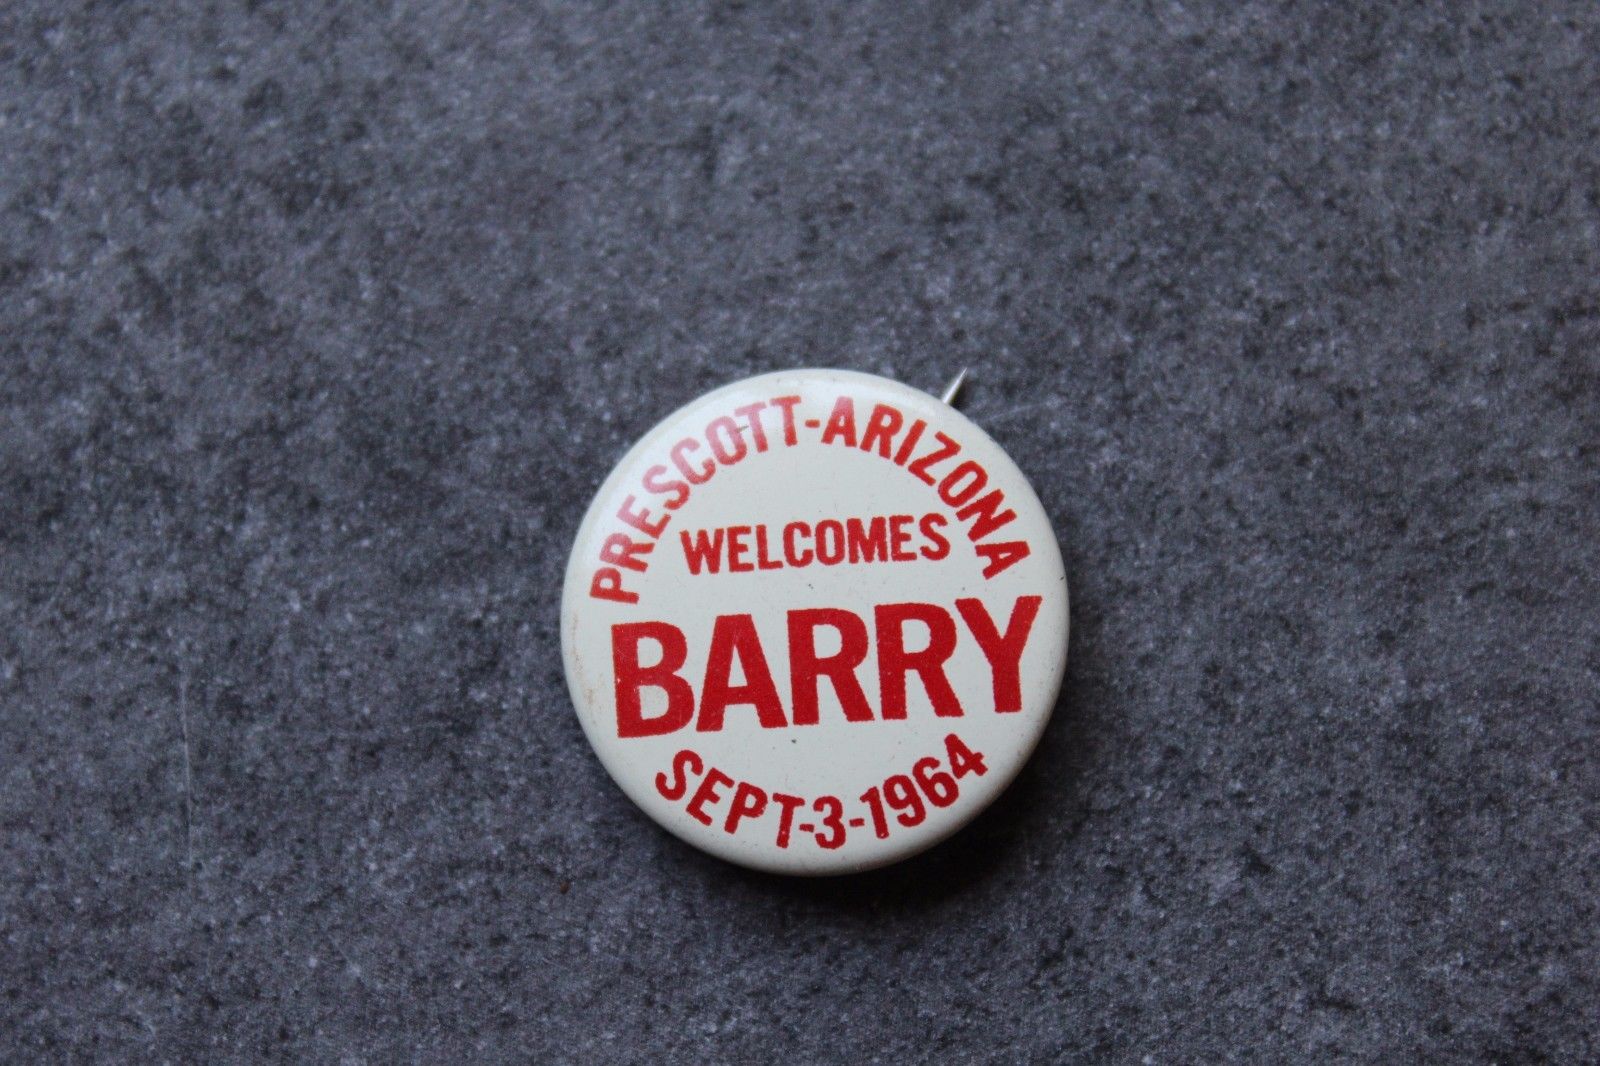 PRESCOTT-ARIZONA
WELCOMES
BARRY
SEPT-3-1964